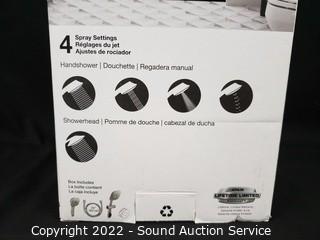 4 Spray Settings
Réglages du jet
Ajustes de rociador
Handshower | Douchette | Regadera manual
Showerhead | Pomme de douche | cabezal de ducha
Box Includes
La boîte contient
La caja incluye
LIFETIME LIMITED
Copyright 2022 - Sound Auction Service